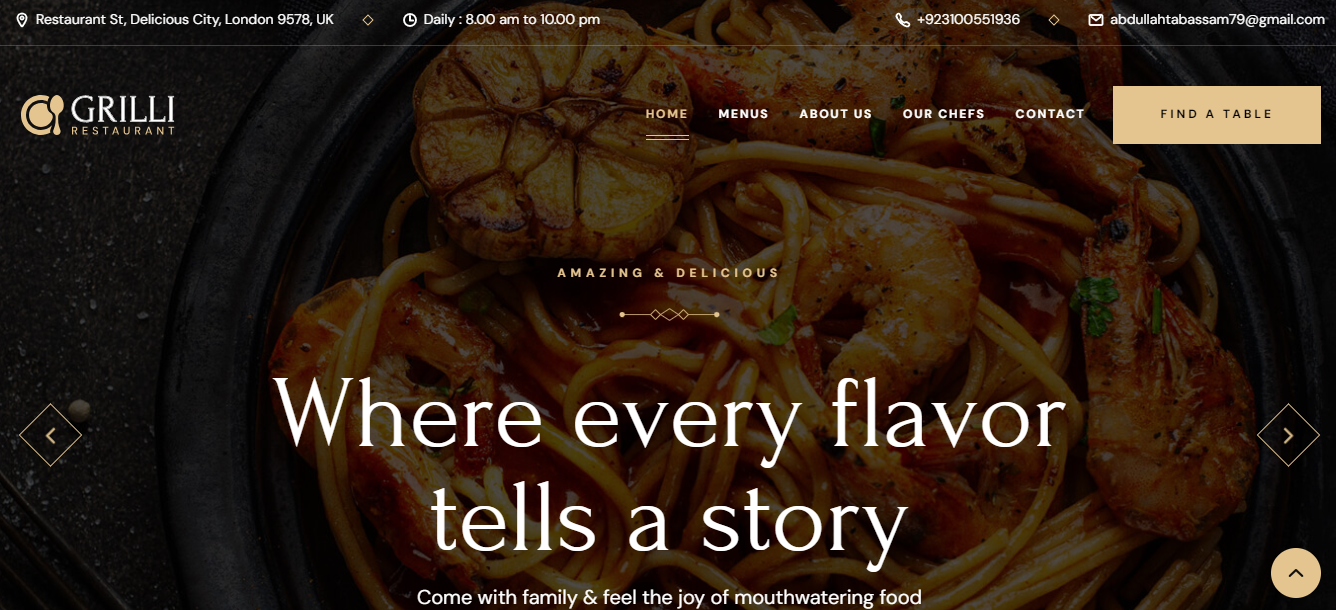 Restaurant St, Delicious City, London 9578, UK
Daily : 8.00 am to 10.00 pm
+923100551936
abdullahtabassam79@gmail.com
GRILLI
RESTAURANT
HOME
MENUS
ABOUT US
OUR CHEFS
CONTACT
FIND A TABLE
AMAZING & DELICIOUS
Where every flavor
tells a story
Come with family & feel the joy of mouthwatering food